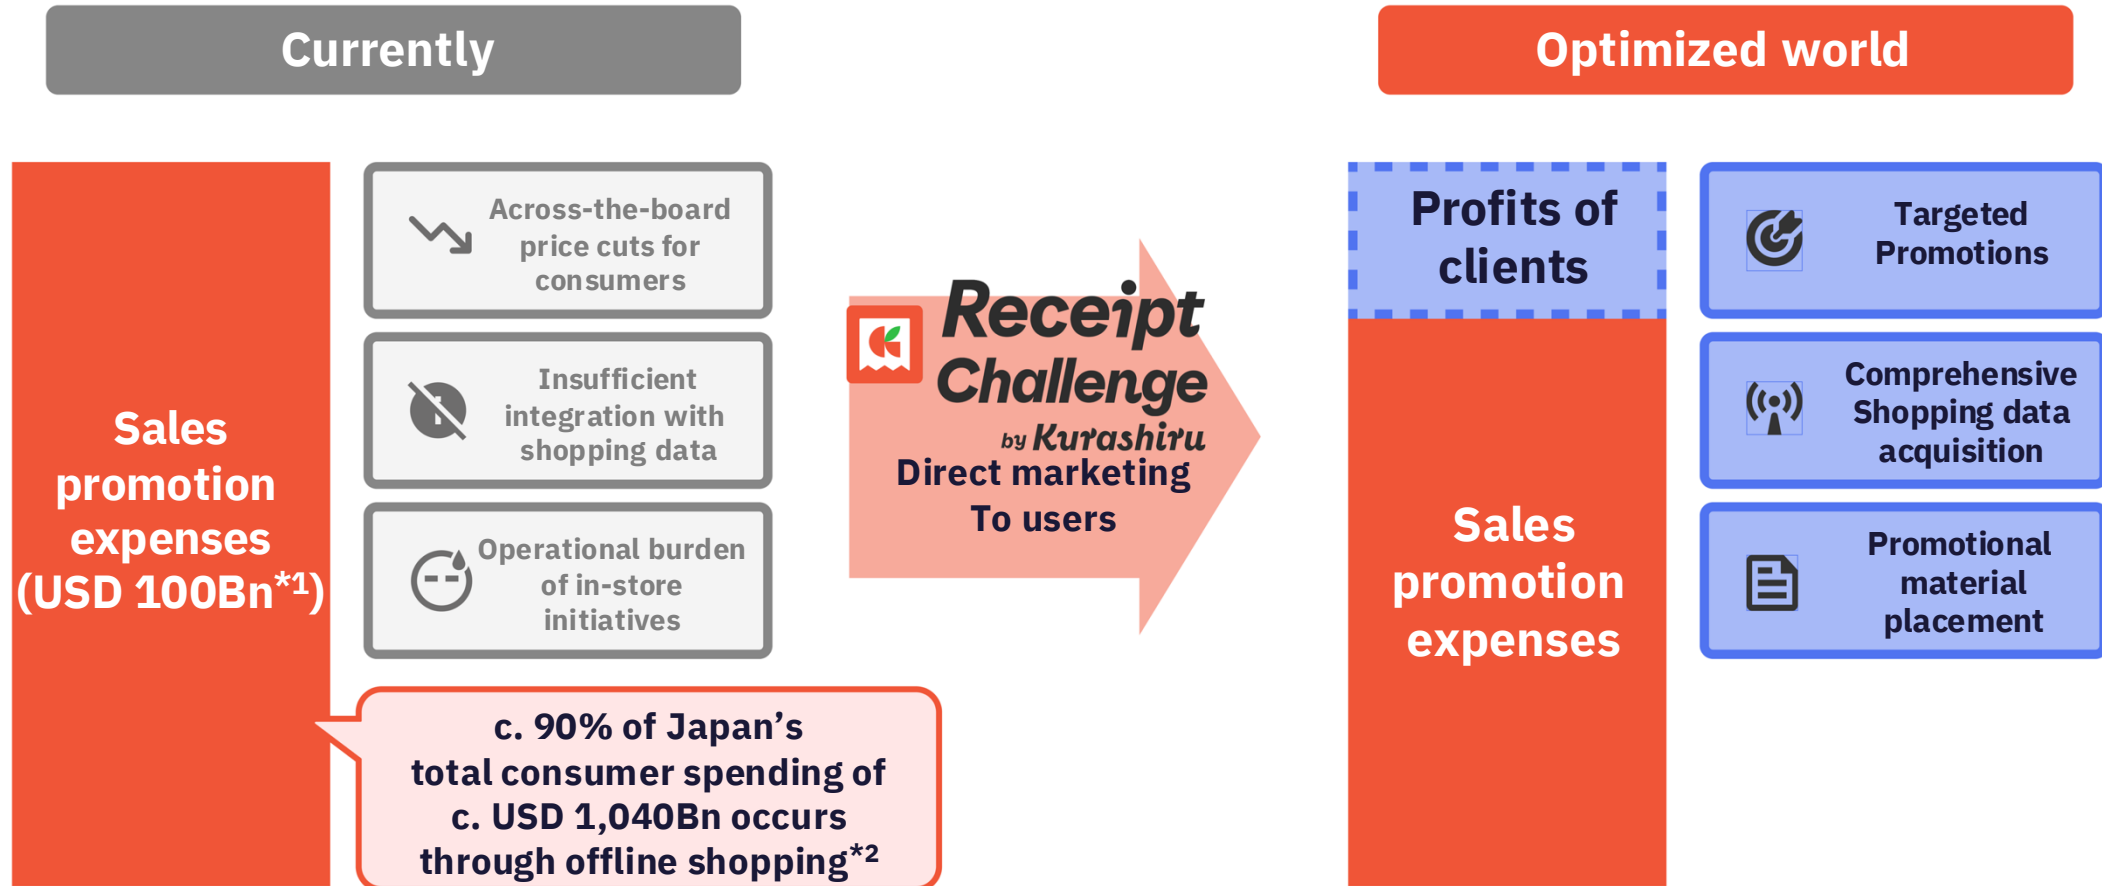 Currently
Optimized world
Sales
promotion
expenses
(USD 100Bn*1)
Across-the-board
price cuts for
consumers
Insufficient
integration with
shopping data
Operational burden
of in-store
initiatives
c. 90% of Japan’s
total consumer spending of
c. USD 1,040Bn occurs
through offline shopping*2
Receipt
Challenge
by Kurashiru
Direct marketing
To users
Profits of
clients
Sales
promotion
expenses
Targeted
Promotions
Comprehensive
Shopping data
acquisition
Promotional
material
placement